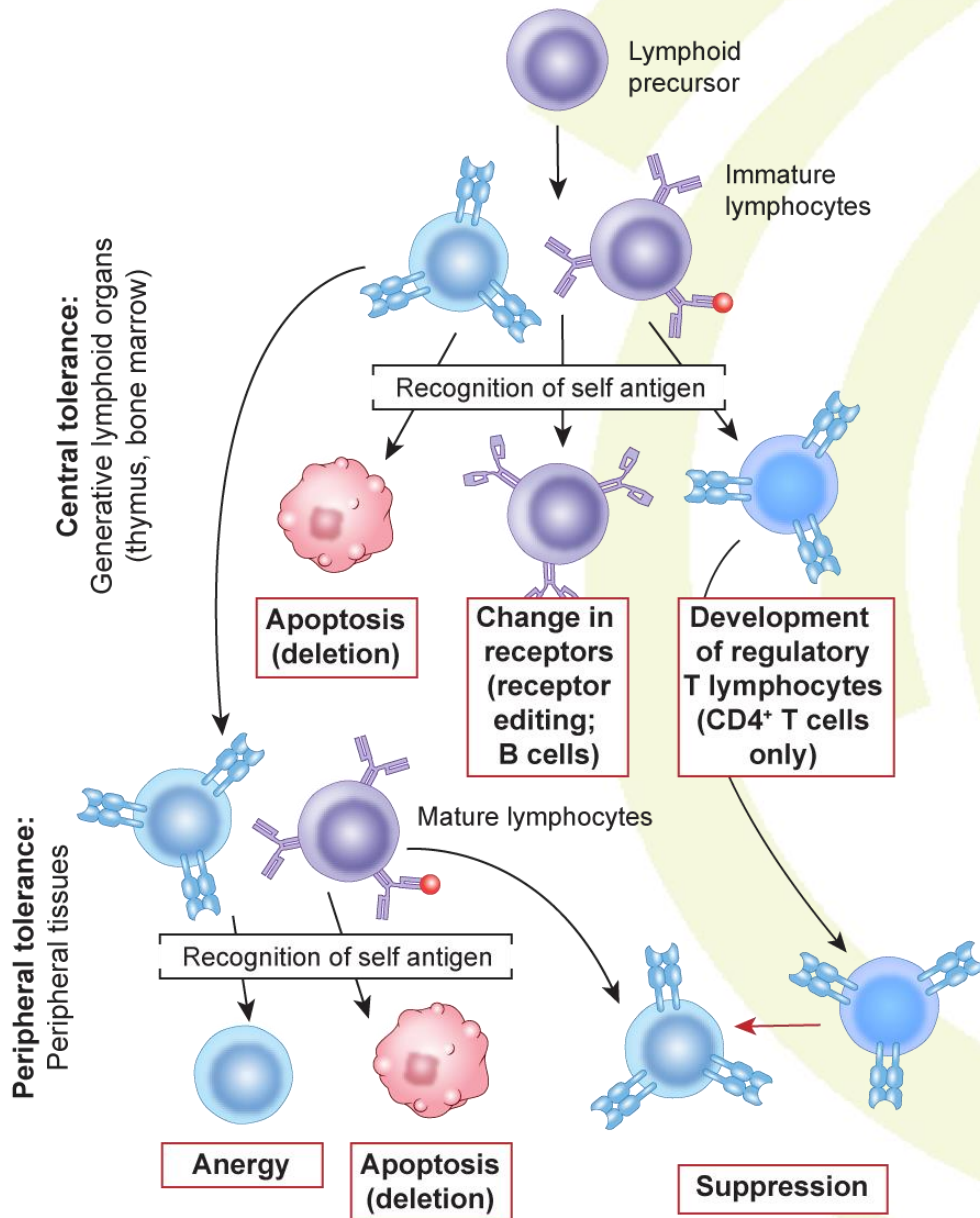 Lymphoid
precursor
Immature
lymphocytes
Central tolerance:
Generative lymphoid organs
(thymus, bone marrow)
Recognition of self antigen
Apoptosis
(deletion)
Change in
receptors
(receptor
editing;
B cells)
Development
of regulatory
T lymphocytes
(CD4⁺ T cells
only)
Mature lymphocytes
Peripheral tolerance:
Peripheral tissues
Recognition of self antigen
Anergy
Apoptosis
(deletion)
Suppression